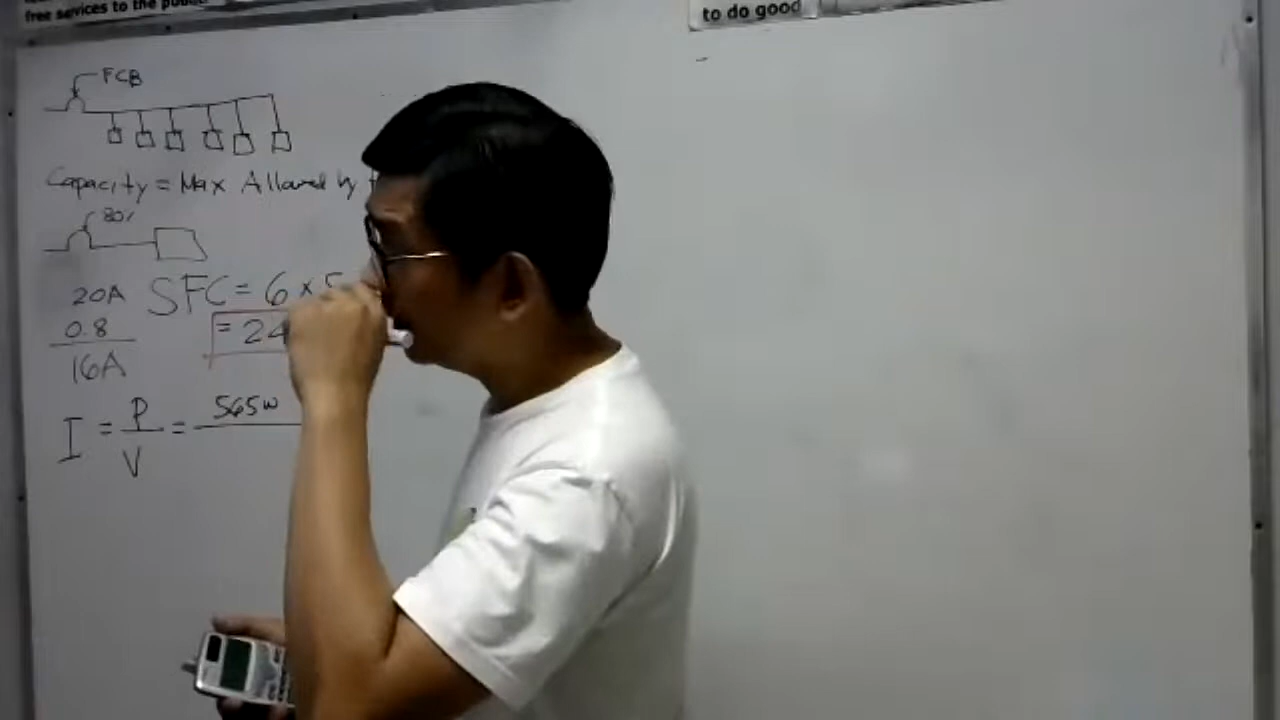 free sevices to the public
to do good
FCB
Capacity = Max Allowed by
80%
20A
0.8
16A
SFC = 6 x 5
= 24
I = P/V = 565W